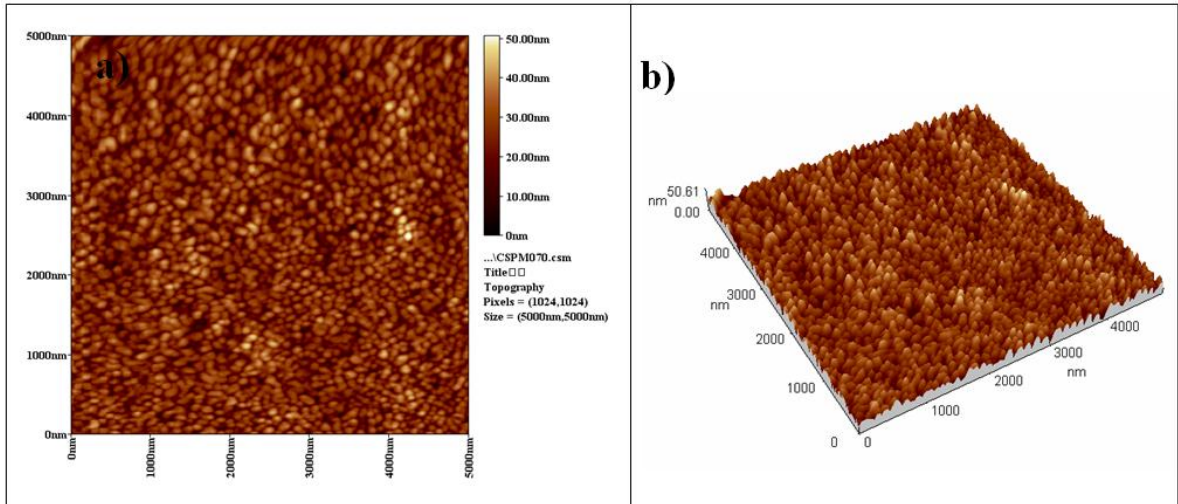 a)
5000nm
4000nm
3000nm
2000nm
1000nm
0nm
0nm
1000nm
2000nm
3000nm
4000nm
5000nm
50.00nm
40.00nm
30.00nm
20.00nm
10.00nm
0nm
...\CSPM070.csm
Title□□
Topography
Pixels = (1024,1024)
Size = (5000nm,5000nm)
b)
50.61
nm
0.00
4000
3000
nm
2000
1000
0
0
1000
2000
3000
nm
4000